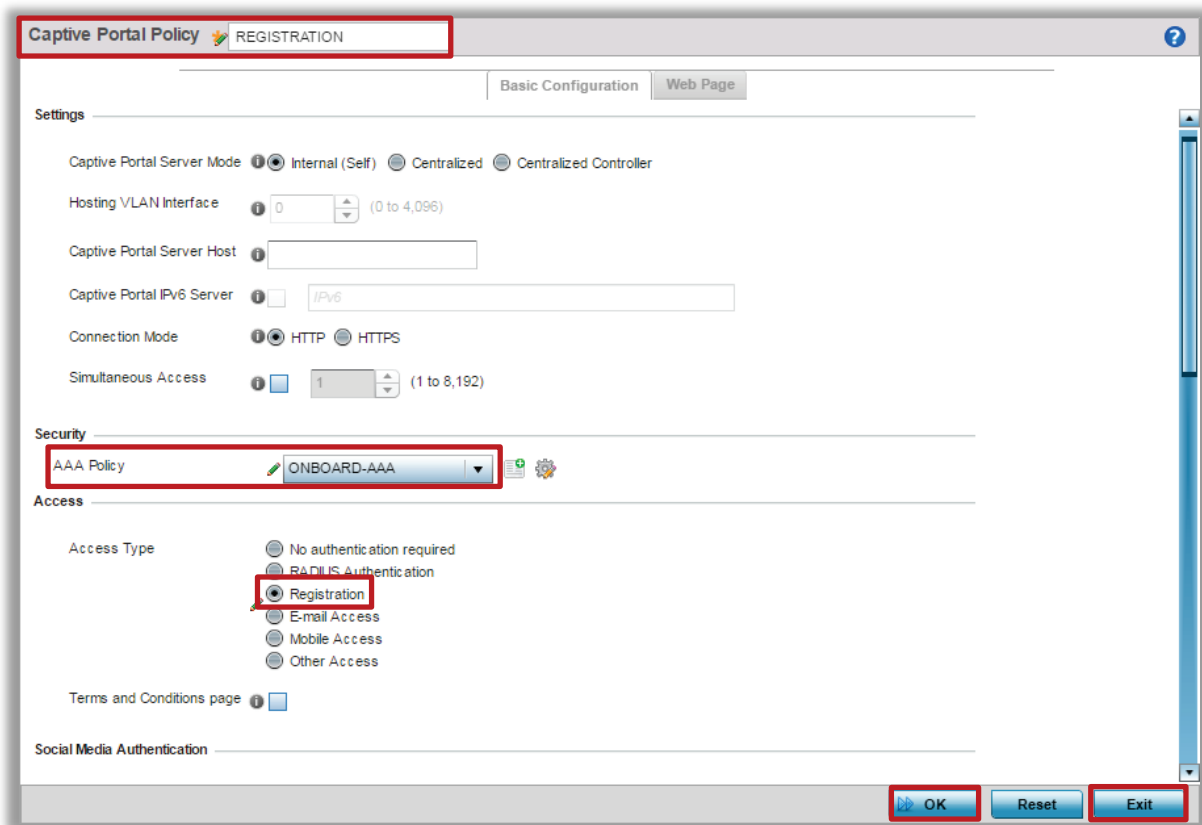 Captive Portal Policy REGISTRATION
Basic Configuration Web Page
Settings
Captive Portal Server Mode Internal (Self) Centralized Centralized Controller
Hosting VLAN Interface 0 (0 to 4,096)
Captive Portal Server Host
Captive Portal IPv6 Server IPv6
Connection Mode HTTP HTTPS
Simultaneous Access 1 (1 to 8,192)
Security
AAA Policy ONBOARD-AAA
Access
Access Type No authentication required
RADIUS Authentication
Registration
E-mail Access
Mobile Access
Other Access
Terms and Conditions page
Social Media Authentication
OK Reset Exit